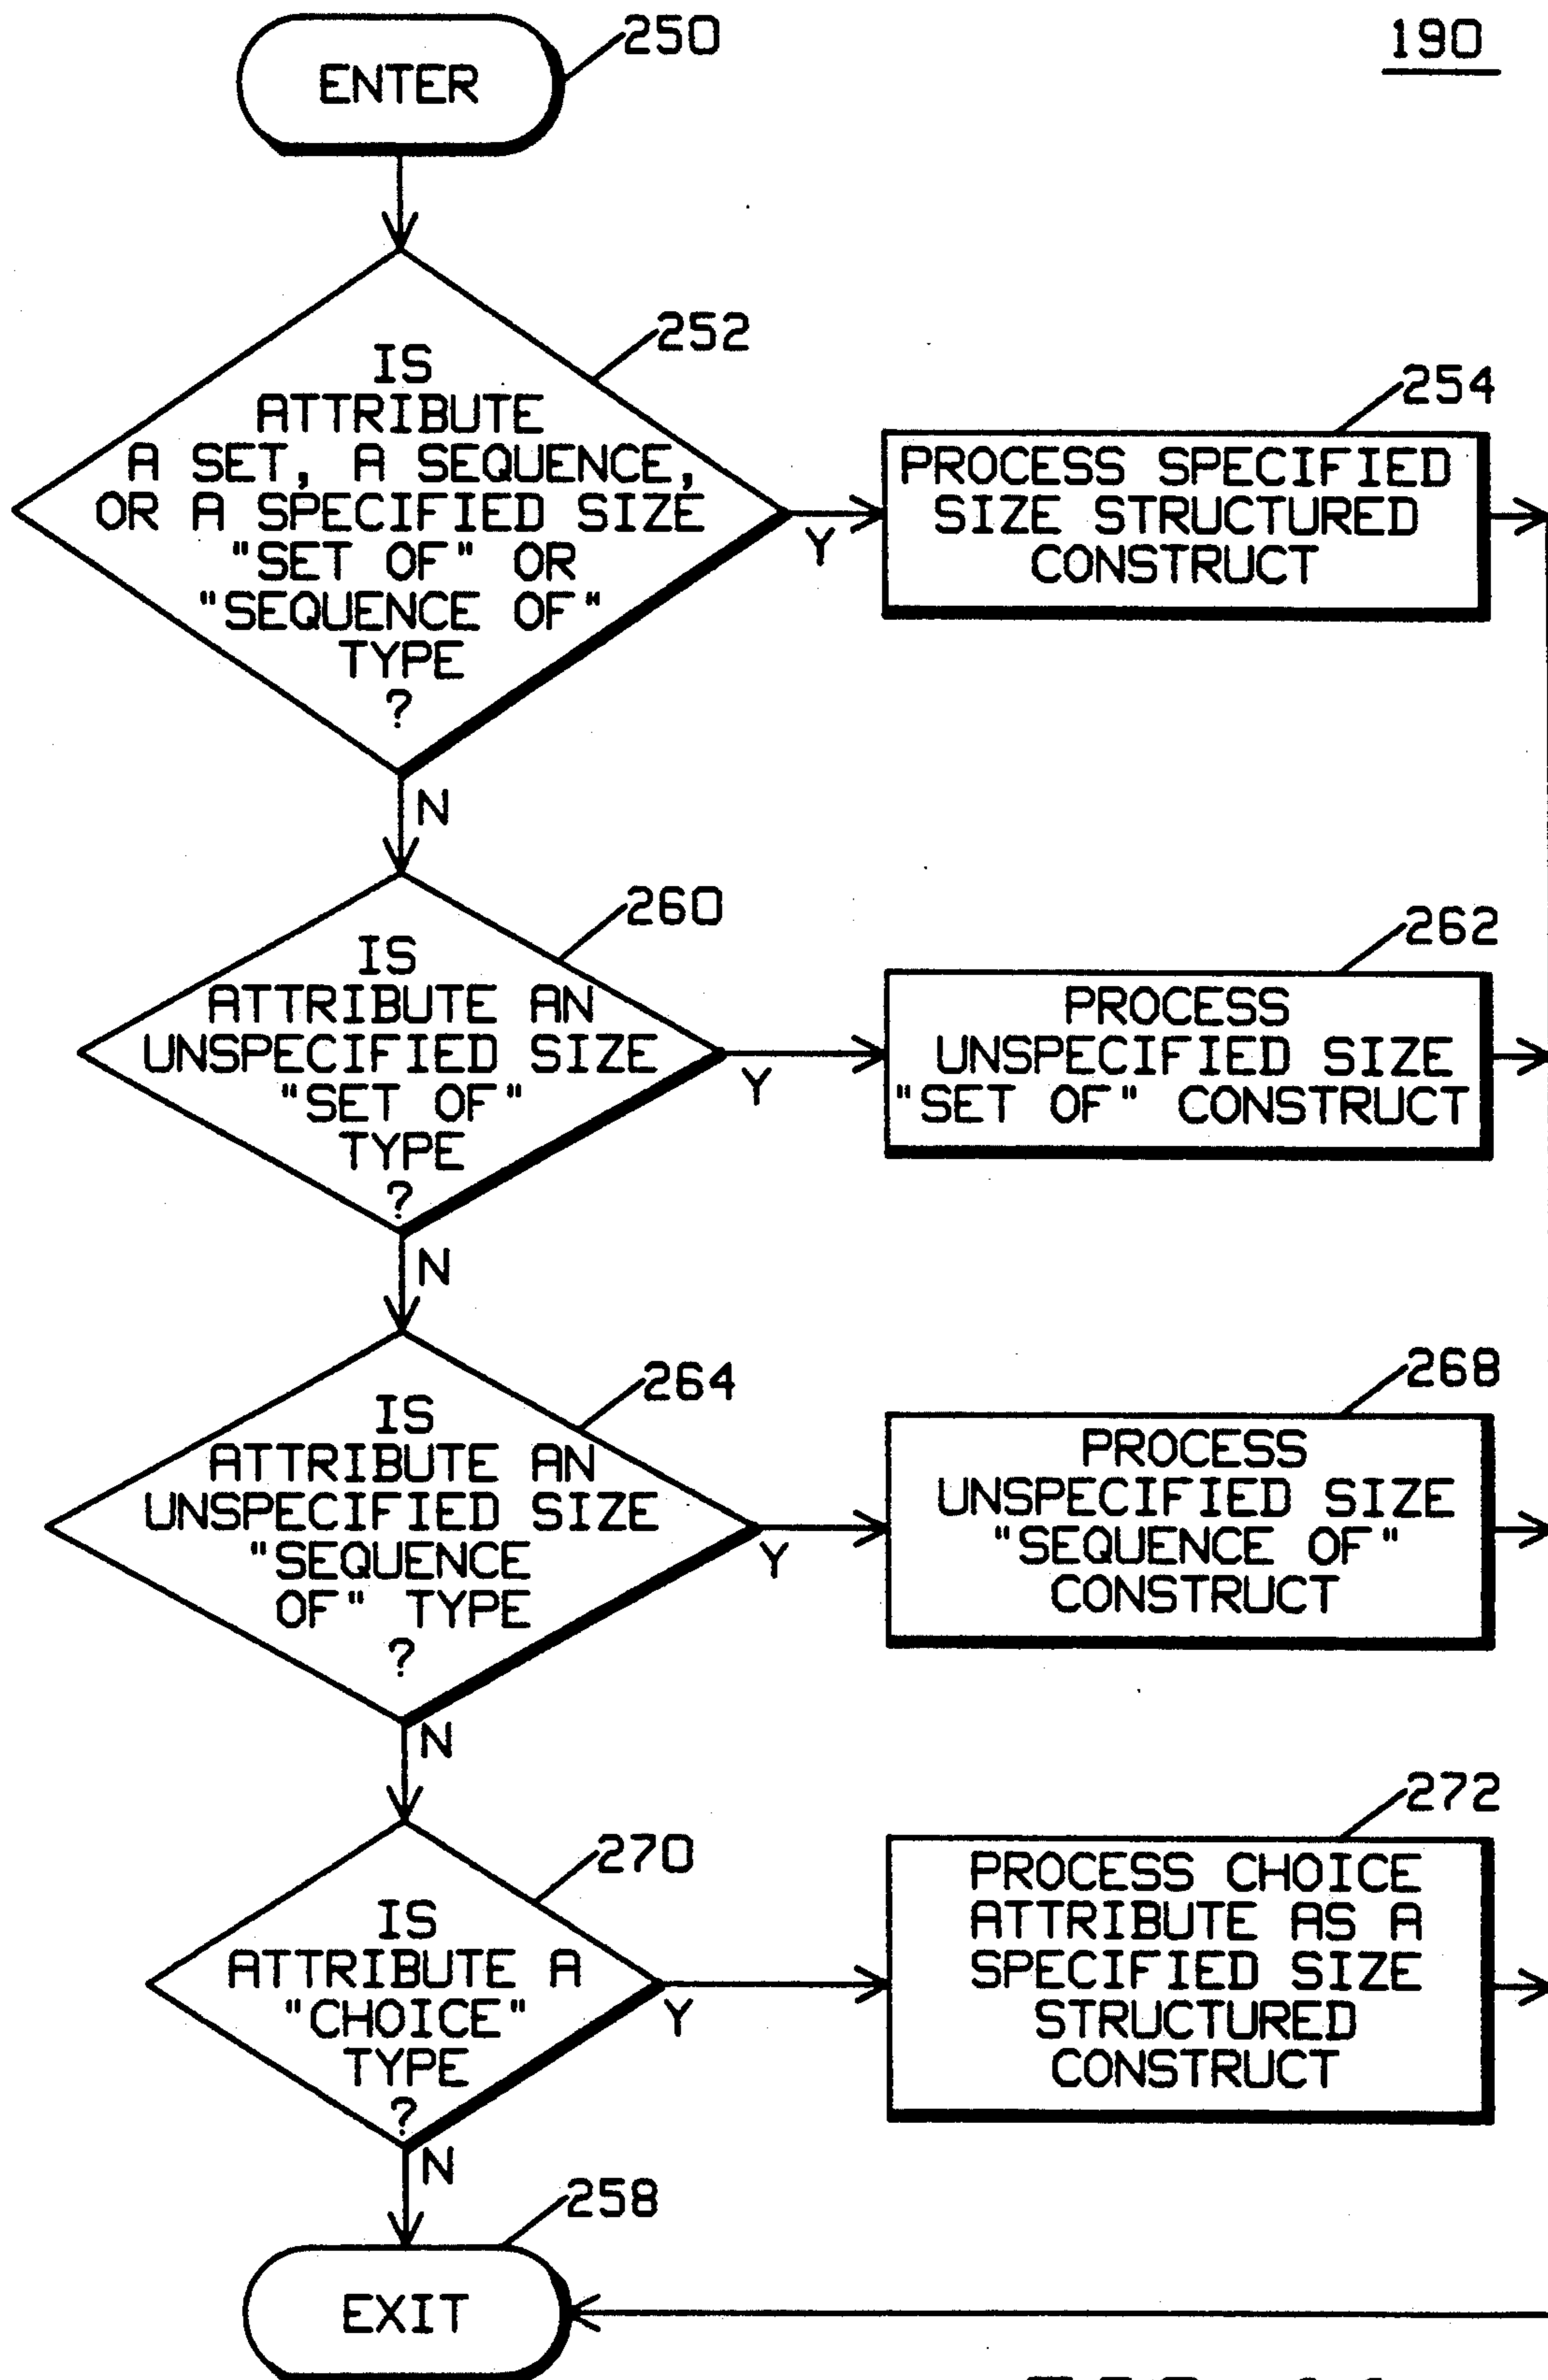 250
190
ENTER
252
IS
ATTRIBUTE
A SET, A SEQUENCE,
OR A SPECIFIED SIZE
"SET OF" OR
"SEQUENCE OF"
TYPE
?
Y
254
PROCESS SPECIFIED
SIZE STRUCTURED
CONSTRUCT
N
260
IS
ATTRIBUTE AN
UNSPECIFIED SIZE
"SET OF"
TYPE
?
Y
262
PROCESS
UNSPECIFIED SIZE
"SET OF" CONSTRUCT
N
264
IS
ATTRIBUTE AN
UNSPECIFIED SIZE
"SEQUENCE
OF" TYPE
?
Y
268
PROCESS
UNSPECIFIED SIZE
"SEQUENCE OF"
CONSTRUCT
N
270
IS
ATTRIBUTE A
"CHOICE"
TYPE
?
Y
272
PROCESS CHOICE
ATTRIBUTE AS A
SPECIFIED SIZE
STRUCTURED
CONSTRUCT
N
258
EXIT